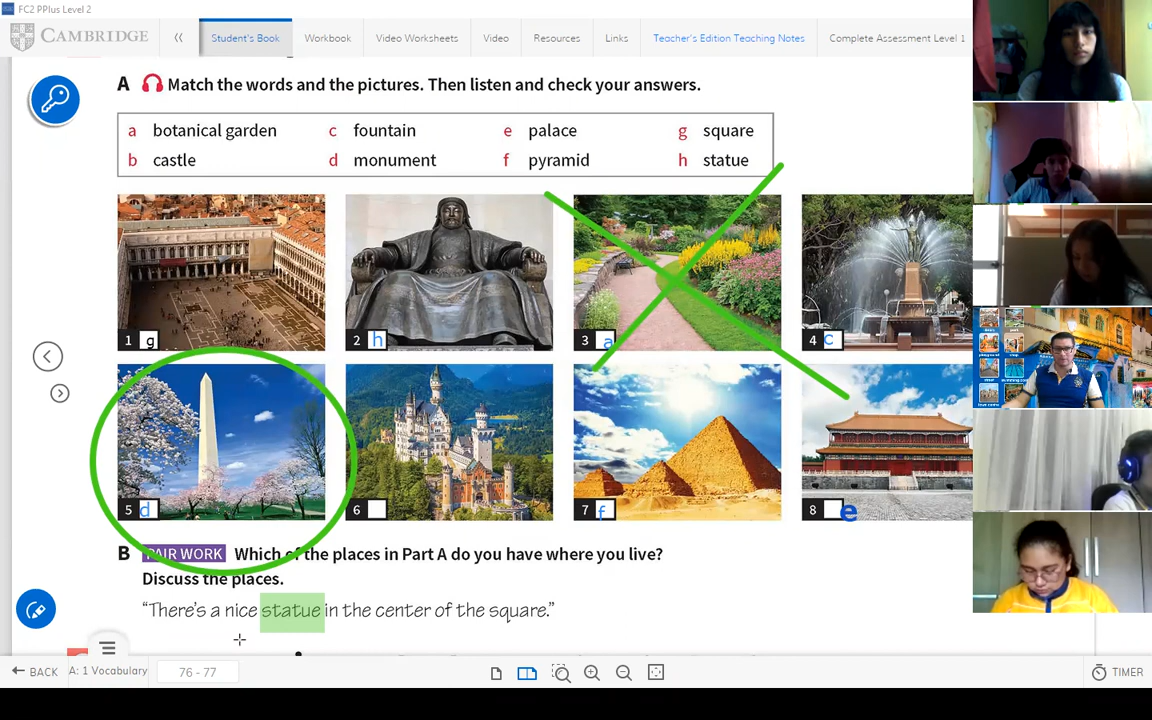 FC2 PPlus Level 2
CAMBRIDGE
Student's Book
Workbook
Video Worksheets
Video
Resources
Links
Teacher's Edition Teaching Notes
Complete Assessment Level 1
A Match the words and the pictures. Then listen and check your answers.
a botanical garden c fountain e palace g square
b castle d monument f pyramid h statue
1 g
2 h
3 a
4 c
5 d
6
7 f
8 e
B PAIR WORK Which of the places in Part A do you have where you live?
Discuss the places.
“There's a nice statue in the center of the square.”
BACK
A: 1 Vocabulary
76 - 77
TIMER